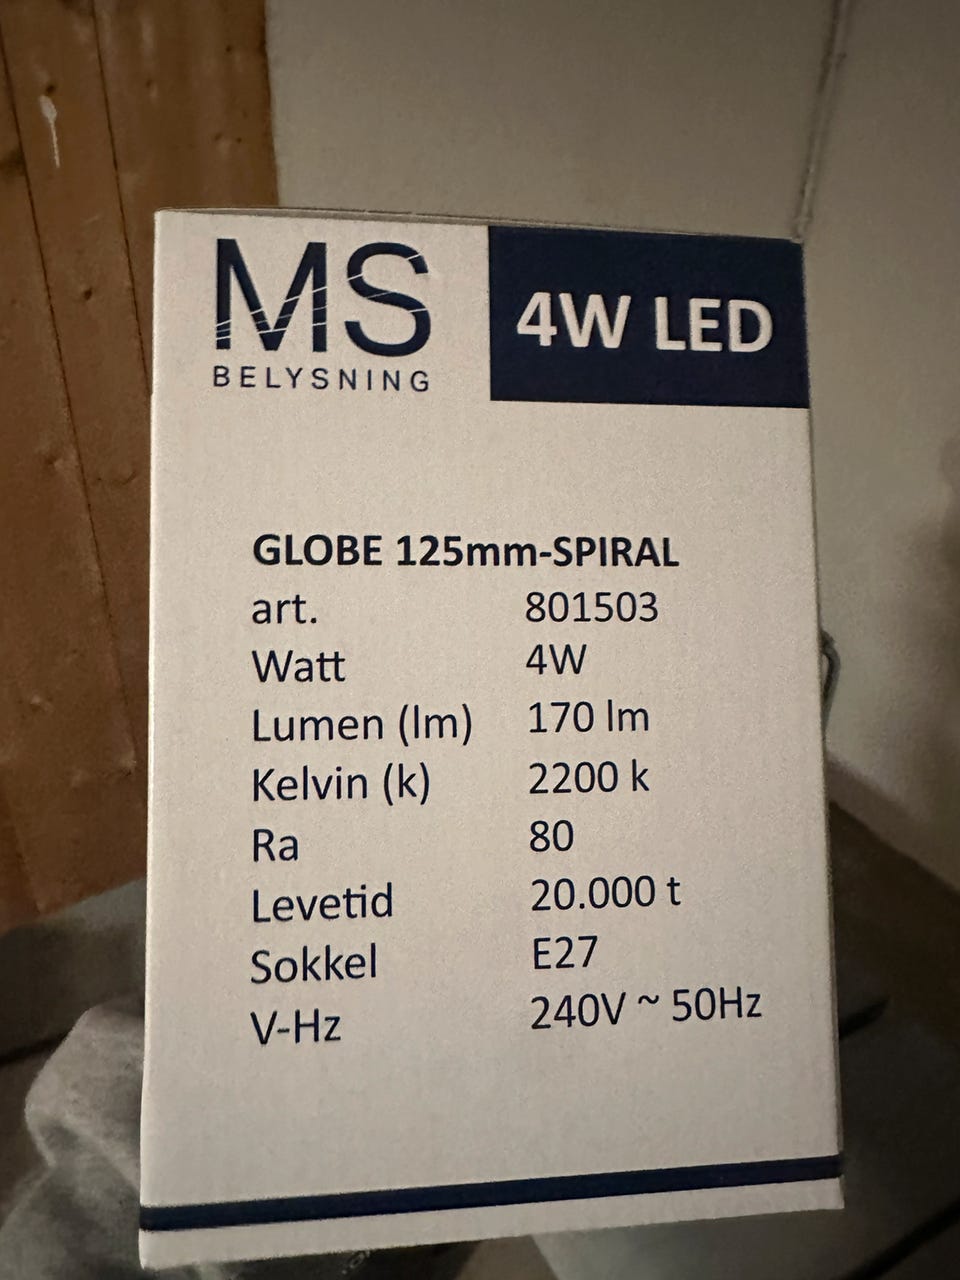 MS
BELYSNING
4W LED
GLOBE 125mm-SPIRAL
art. 801503
Watt 4W
Lumen (lm) 170 lm
Kelvin (k) 2200 k
Ra 80
Levetid 20.000 t
Sokkel E27
V-Hz 240V ~ 50Hz